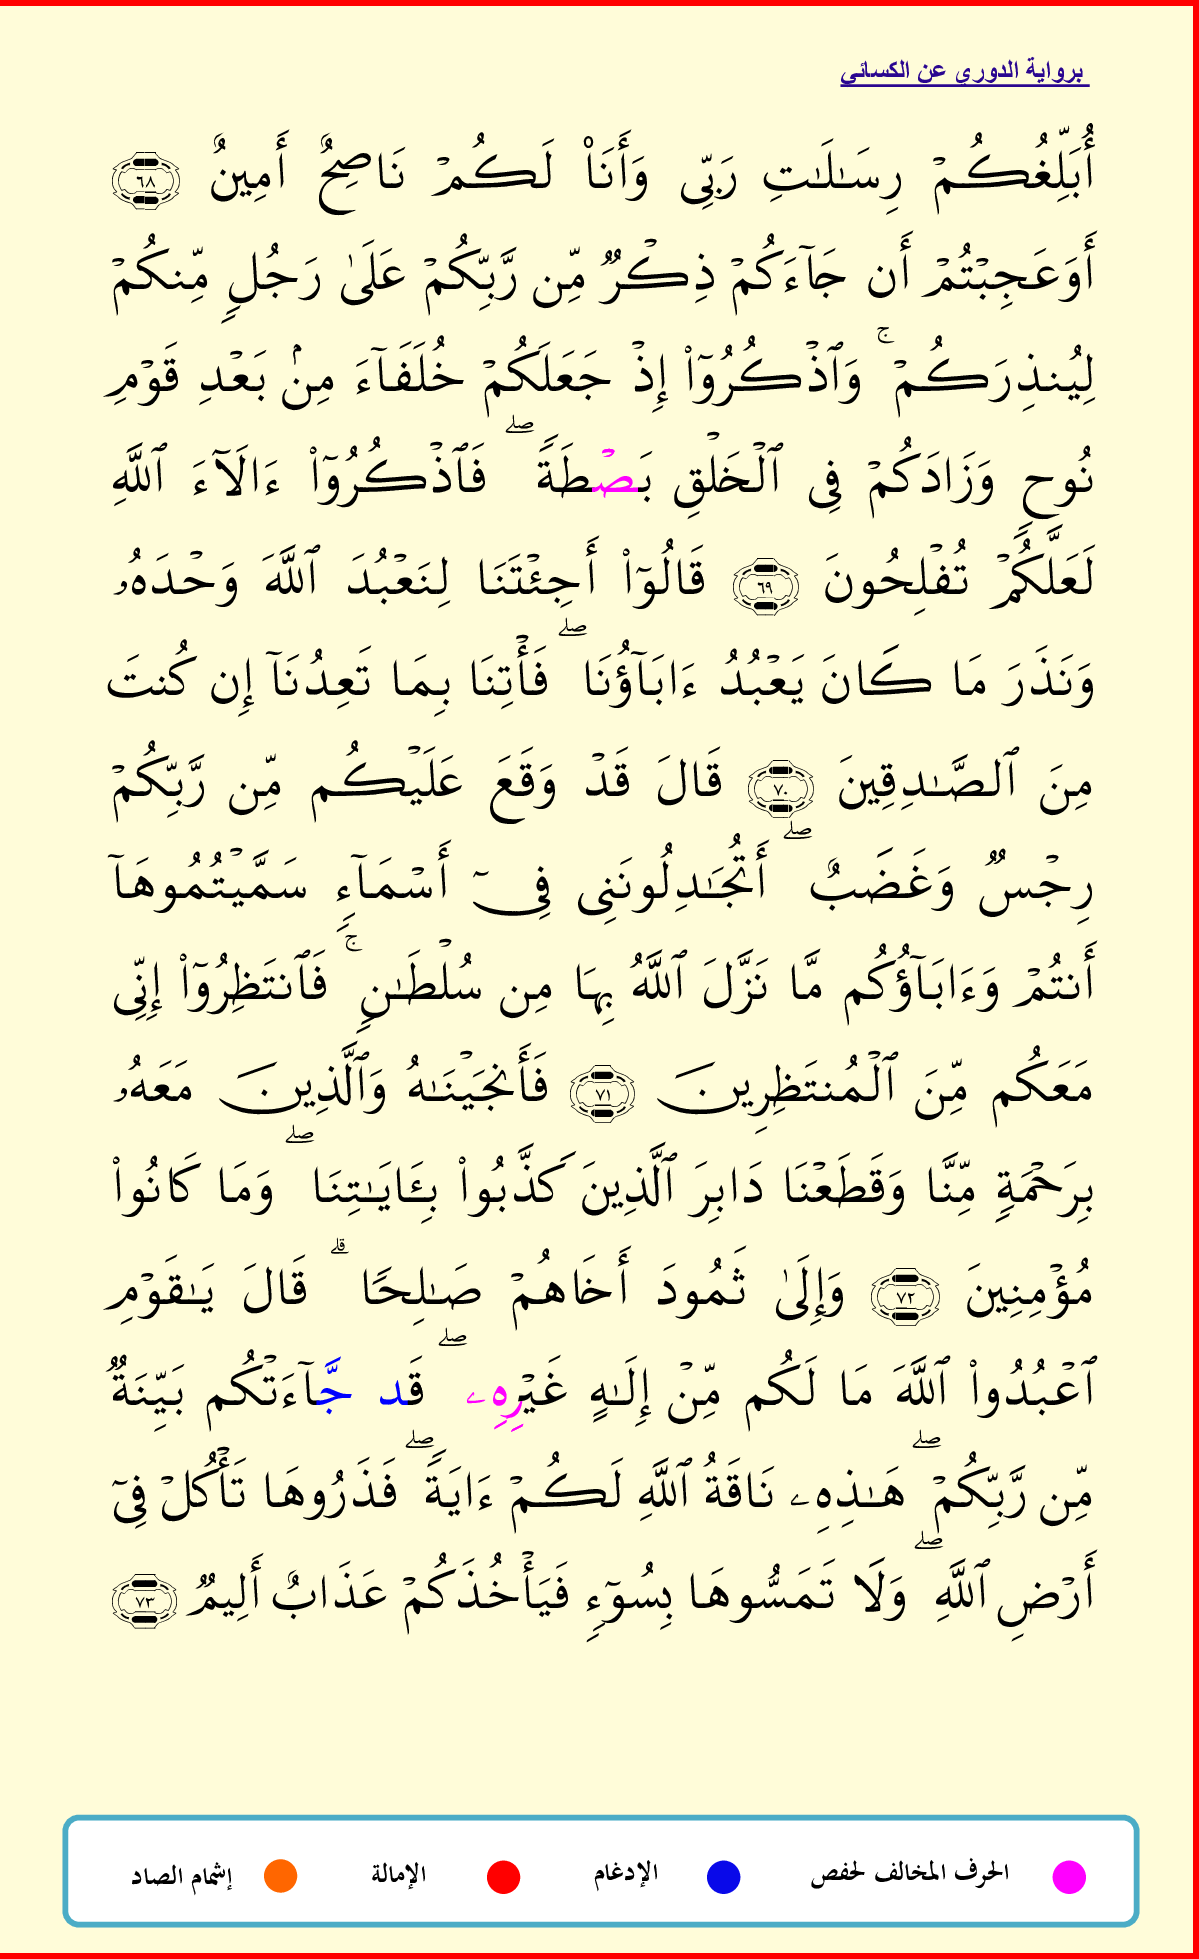 برواية الدوري عن الكسائي
أُبَلِّغُكُمۡ رِسَٰلَٰتِ رَبِّي وَأَنَا۠ لَكُمۡ نَاصِحٌ أَمِينٌ ٦٨
أَوَعَجِبۡتُمۡ أَن جَآءَكُمۡ ذِكۡرٞ مِّن رَّبِّكُمۡ عَلَىٰ رَجُلٖ مِّنكُمۡ
لِيُنذِرَكُمۡۚ وَٱذۡكُرُوٓاْ إِذۡ جَعَلَكُمۡ خُلَفَآءَ مِنۢ بَعۡدِ قَوۡمِ
نُوحٖ وَزَادَكُمۡ فِي ٱلۡخَلۡقِ بَصۡطَةٗۖ فَٱذۡكُرُوٓاْ ءَالَآءَ ٱللَّهِ
لَعَلَّكُمۡ تُفۡلِحُونَ ٦٩ قَالُوٓاْ أَجِئۡتَنَا لِنَعۡبُدَ ٱللَّهَ وَحۡدَهُۥ
وَنَذَرَ مَا كَانَ يَعۡبُدُ ءَابَآؤُنَا ۖ فَأۡتِنَا بِمَا تَعِدُنَآ إِن كُنتَ
مِنَ ٱلصَّٰدِقِينَ ٧٠ قَالَ قَدۡ وَقَعَ عَلَيۡكُم مِّن رَّبِّكُمۡ
رِجۡسٞ وَغَضَبٌۖ أَتُجَٰدِلُونَنِي فِيٓ أَسۡمَآءٖ سَمَّيۡتُمُوهَآ
أَنتُمۡ وَءَابَآؤُكُم مَّا نَزَّلَ ٱللَّهُ بِهَا مِن سُلۡطَٰنٖۚ فَٱنتَظِرُوٓاْ إِنِّي
مَعَكُم مِّنَ ٱلۡمُنتَظِرِينَ ٧١ فَأَنجَيۡنَٰهُ وَٱلَّذِينَ مَعَهُۥ
بِرَحۡمَةٖ مِّنَّا وَقَطَعۡنَا دَابِرَ ٱلَّذِينَ كَذَّبُواْ بِـَٔايَٰتِنَا ۖ وَمَا كَانُواْ
مُؤۡمِنِينَ ٧٢ وَإِلَىٰ ثَمُودَ أَخَاهُمۡ صَٰلِحٗا ۗ قَالَ يَٰقَوۡمِ
ٱعۡبُدُواْ ٱللَّهَ مَا لَكُم مِّنۡ إِلَٰهٍ غَيۡرِهِۦ ۖ قَد جَّآءَتۡكُم بَيِّنَةٞ
مِّن رَّبِّكُمۡۖ هَٰذِهِۦ نَاقَةُ ٱللَّهِ لَكُمۡ ءَايَةٗۖ فَذَرُوهَا تَأۡكُلۡ فِيٓ
أَرۡضِ ٱللَّهِۖ وَلَا تَمَسُّوهَا بِسُوٓءٖ فَيَأۡخُذَكُمۡ عَذَابٌ أَلِيمٞ ٧٣
الحرف المخالف لحفص الإدغام الإمالة إشمام الصاد